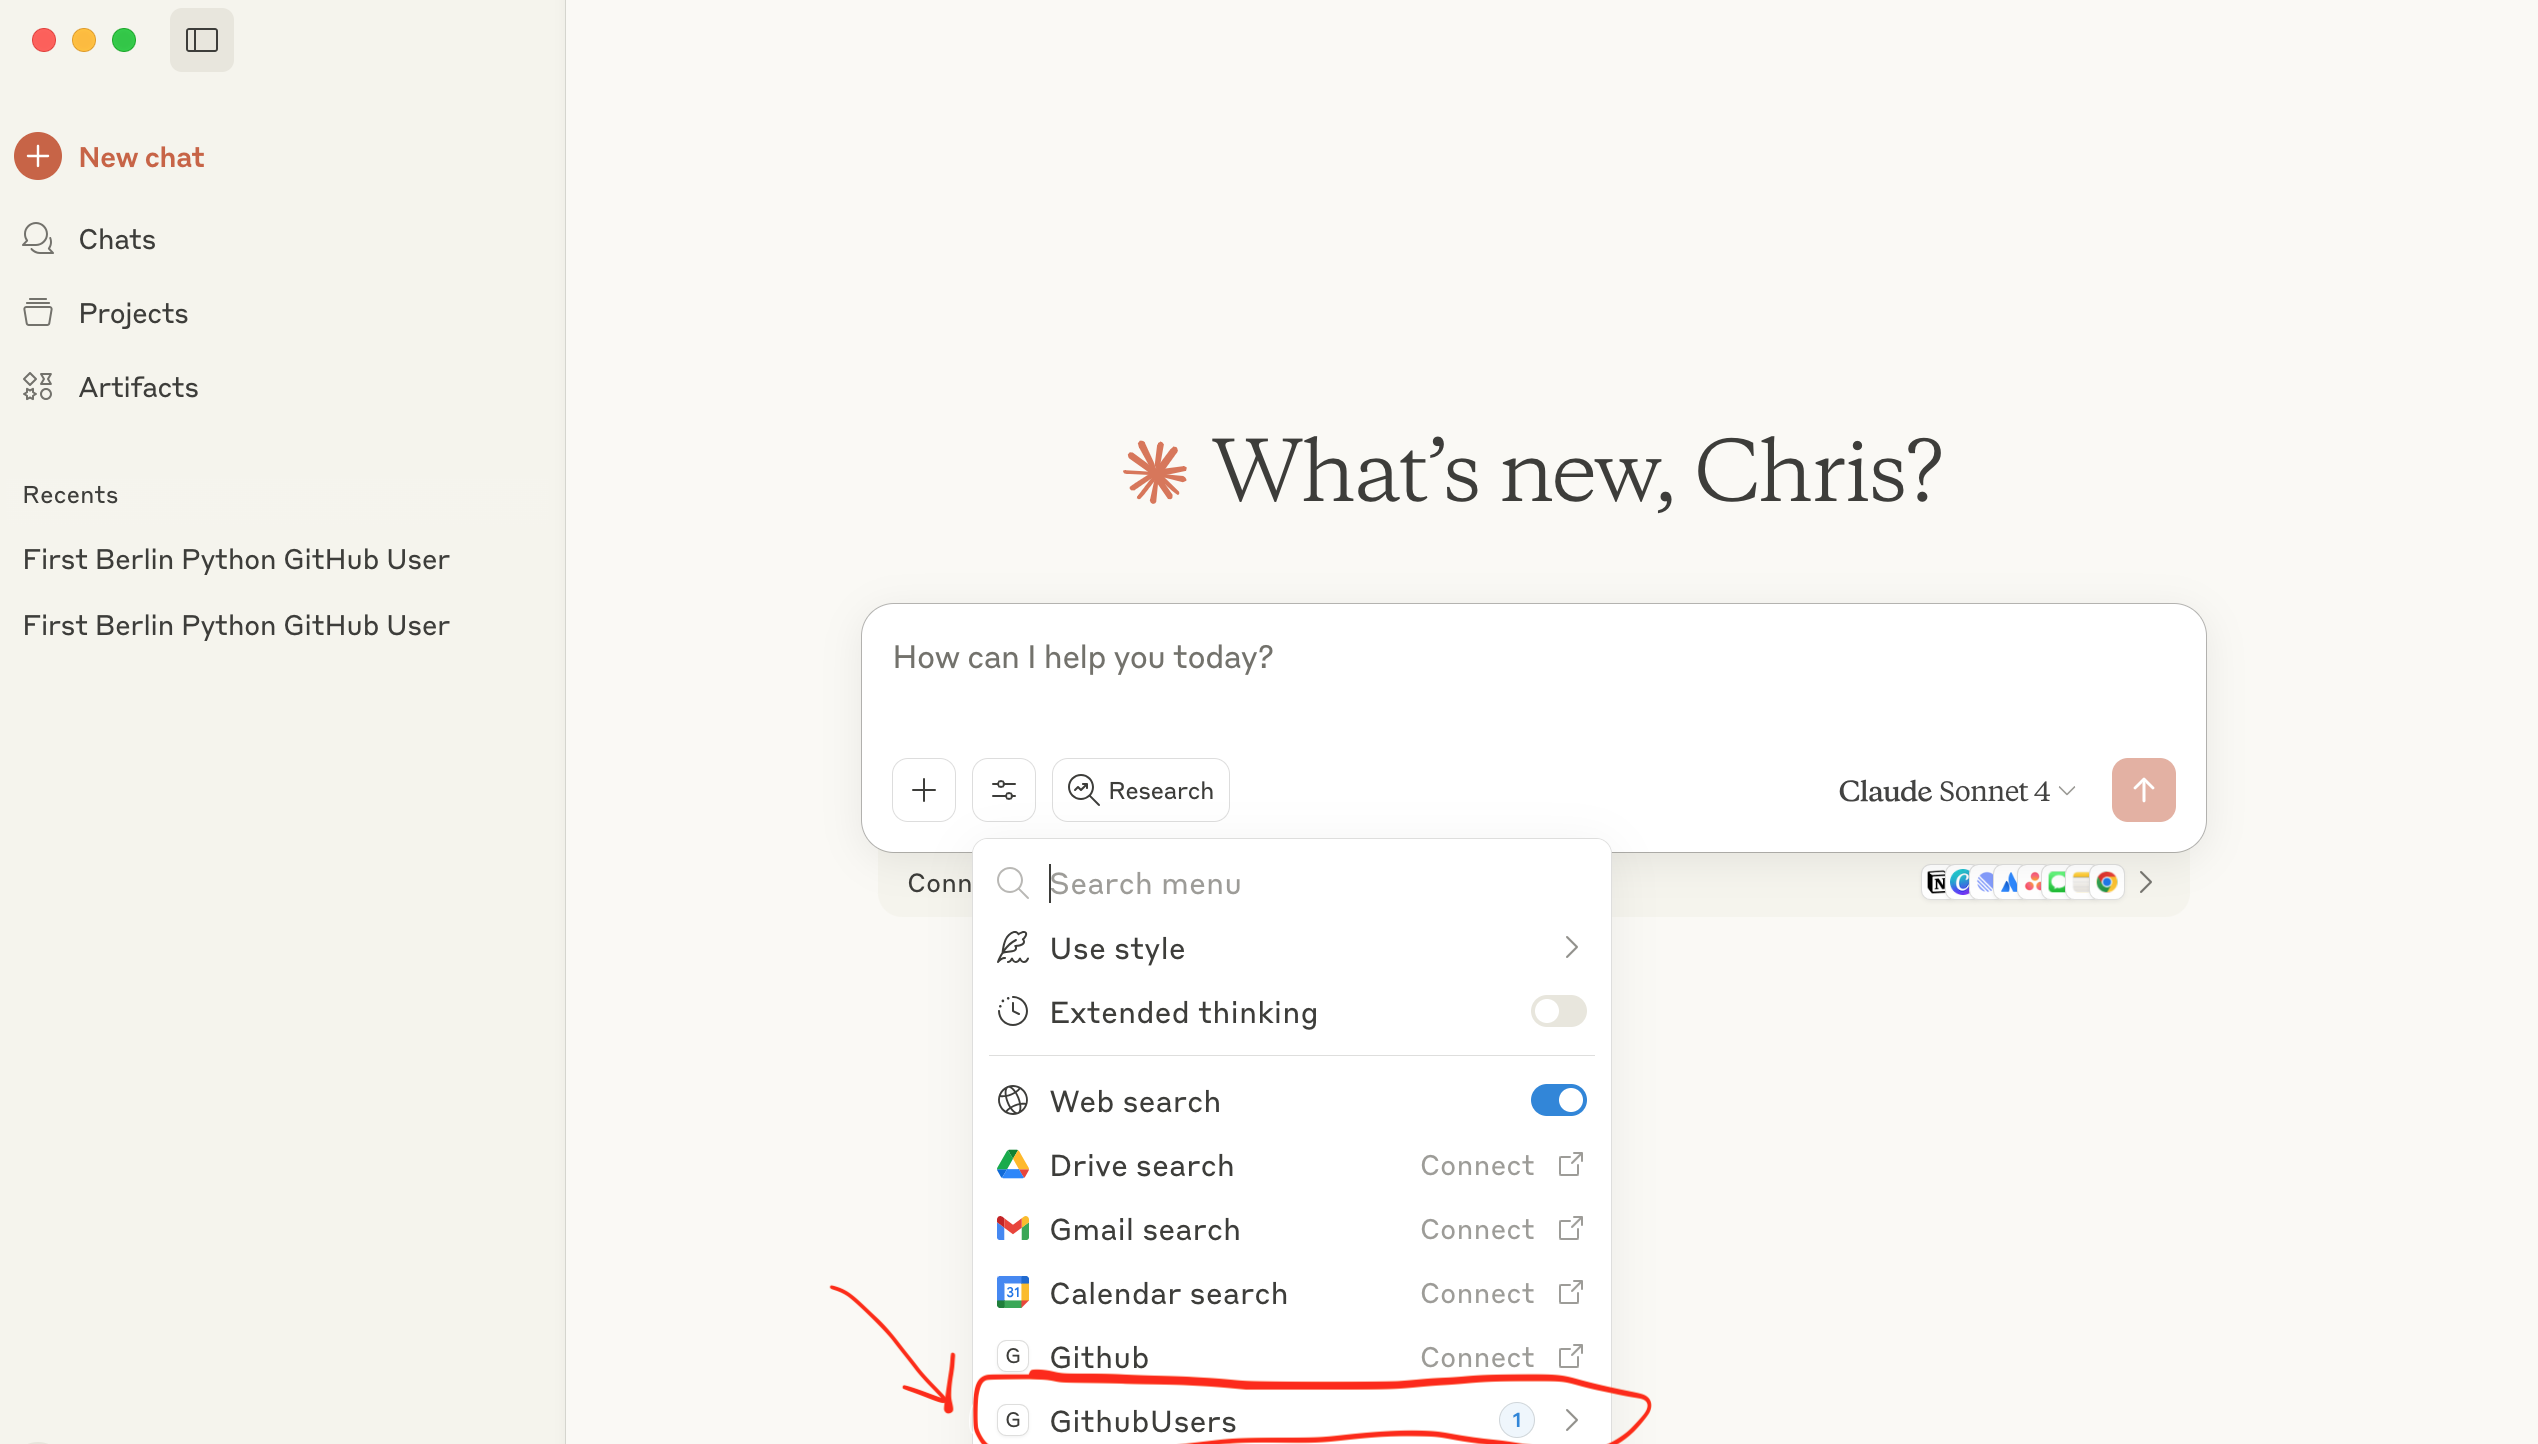 New chat
Chats
Projects
Artifacts
Recents
First Berlin Python GitHub User
First Berlin Python GitHub User
What’s new, Chris?
How can I help you today?
Research
Claude Sonnet 4
Conn
Search menu
Use style
Extended thinking
Web search
Drive search Connect
Gmail search Connect
31 Calendar search Connect
G Github Connect
G GithubUsers 1